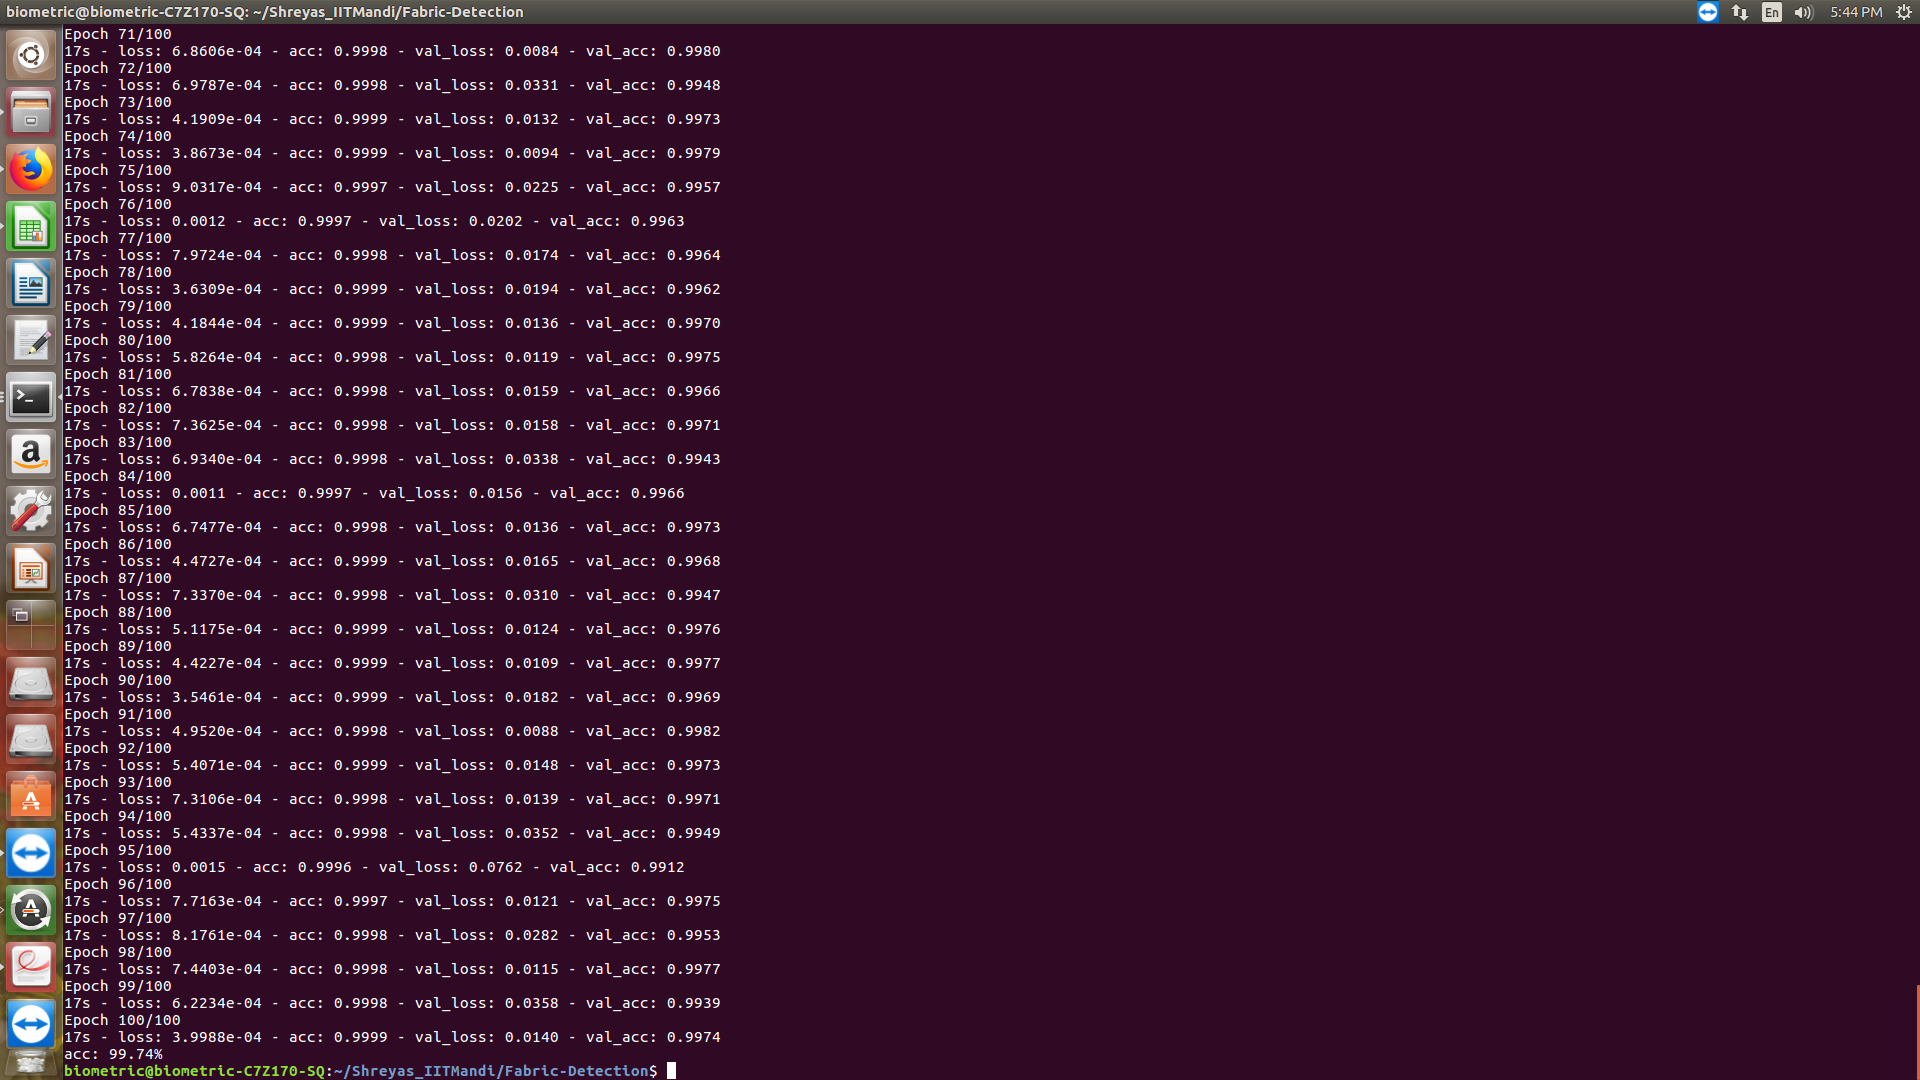 biometric@biometric-C7Z170-SQ: ~/Shreyas_IITMandi/Fabric-Detection
En
5:44 PM
Epoch 71/100
17s - loss: 6.8606e-04 - acc: 0.9998 - val_loss: 0.0084 - val_acc: 0.9980
Epoch 72/100
17s - loss: 6.9787e-04 - acc: 0.9998 - val_loss: 0.0331 - val_acc: 0.9948
Epoch 73/100
17s - loss: 4.1909e-04 - acc: 0.9999 - val_loss: 0.0132 - val_acc: 0.9973
Epoch 74/100
17s - loss: 3.8673e-04 - acc: 0.9999 - val_loss: 0.0094 - val_acc: 0.9979
Epoch 75/100
17s - loss: 9.0317e-04 - acc: 0.9997 - val_loss: 0.0225 - val_acc: 0.9957
Epoch 76/100
17s - loss: 0.0012 - acc: 0.9997 - val_loss: 0.0202 - val_acc: 0.9963
Epoch 77/100
17s - loss: 7.9724e-04 - acc: 0.9998 - val_loss: 0.0174 - val_acc: 0.9964
Epoch 78/100
17s - loss: 3.6309e-04 - acc: 0.9999 - val_loss: 0.0194 - val_acc: 0.9962
Epoch 79/100
17s - loss: 4.1844e-04 - acc: 0.9999 - val_loss: 0.0136 - val_acc: 0.9970
Epoch 80/100
17s - loss: 5.8264e-04 - acc: 0.9998 - val_loss: 0.0119 - val_acc: 0.9975
Epoch 81/100
17s - loss: 6.7838e-04 - acc: 0.9998 - val_loss: 0.0159 - val_acc: 0.9966
Epoch 82/100
17s - loss: 7.3625e-04 - acc: 0.9998 - val_loss: 0.0158 - val_acc: 0.9971
Epoch 83/100
17s - loss: 6.9340e-04 - acc: 0.9998 - val_loss: 0.0338 - val_acc: 0.9943
Epoch 84/100
17s - loss: 0.0011 - acc: 0.9997 - val_loss: 0.0156 - val_acc: 0.9966
Epoch 85/100
17s - loss: 6.7477e-04 - acc: 0.9998 - val_loss: 0.0136 - val_acc: 0.9973
Epoch 86/100
17s - loss: 4.4727e-04 - acc: 0.9999 - val_loss: 0.0165 - val_acc: 0.9968
Epoch 87/100
17s - loss: 7.3370e-04 - acc: 0.9998 - val_loss: 0.0310 - val_acc: 0.9947
Epoch 88/100
17s - loss: 5.1175e-04 - acc: 0.9999 - val_loss: 0.0124 - val_acc: 0.9976
Epoch 89/100
17s - loss: 4.4227e-04 - acc: 0.9999 - val_loss: 0.0109 - val_acc: 0.9977
Epoch 90/100
17s - loss: 3.5461e-04 - acc: 0.9999 - val_loss: 0.0182 - val_acc: 0.9969
Epoch 91/100
17s - loss: 4.9520e-04 - acc: 0.9998 - val_loss: 0.0088 - val_acc: 0.9982
Epoch 92/100
17s - loss: 5.4071e-04 - acc: 0.9999 - val_loss: 0.0148 - val_acc: 0.9973
Epoch 93/100
17s - loss: 7.3106e-04 - acc: 0.9998 - val_loss: 0.0139 - val_acc: 0.9971
Epoch 94/100
17s - loss: 5.4337e-04 - acc: 0.9998 - val_loss: 0.0352 - val_acc: 0.9949
Epoch 95/100
17s - loss: 0.0015 - acc: 0.9996 - val_loss: 0.0762 - val_acc: 0.9912
Epoch 96/100
17s - loss: 7.7163e-04 - acc: 0.9997 - val_loss: 0.0121 - val_acc: 0.9975
Epoch 97/100
17s - loss: 8.1761e-04 - acc: 0.9998 - val_loss: 0.0282 - val_acc: 0.9953
Epoch 98/100
17s - loss: 7.4403e-04 - acc: 0.9998 - val_loss: 0.0115 - val_acc: 0.9977
Epoch 99/100
17s - loss: 6.2234e-04 - acc: 0.9998 - val_loss: 0.0358 - val_acc: 0.9939
Epoch 100/100
17s - loss: 3.9988e-04 - acc: 0.9999 - val_loss: 0.0140 - val_acc: 0.9974
acc: 99.74%
biometric@biometric-C7Z170-SQ:~/Shreyas_IITMandi/Fabric-Detection$